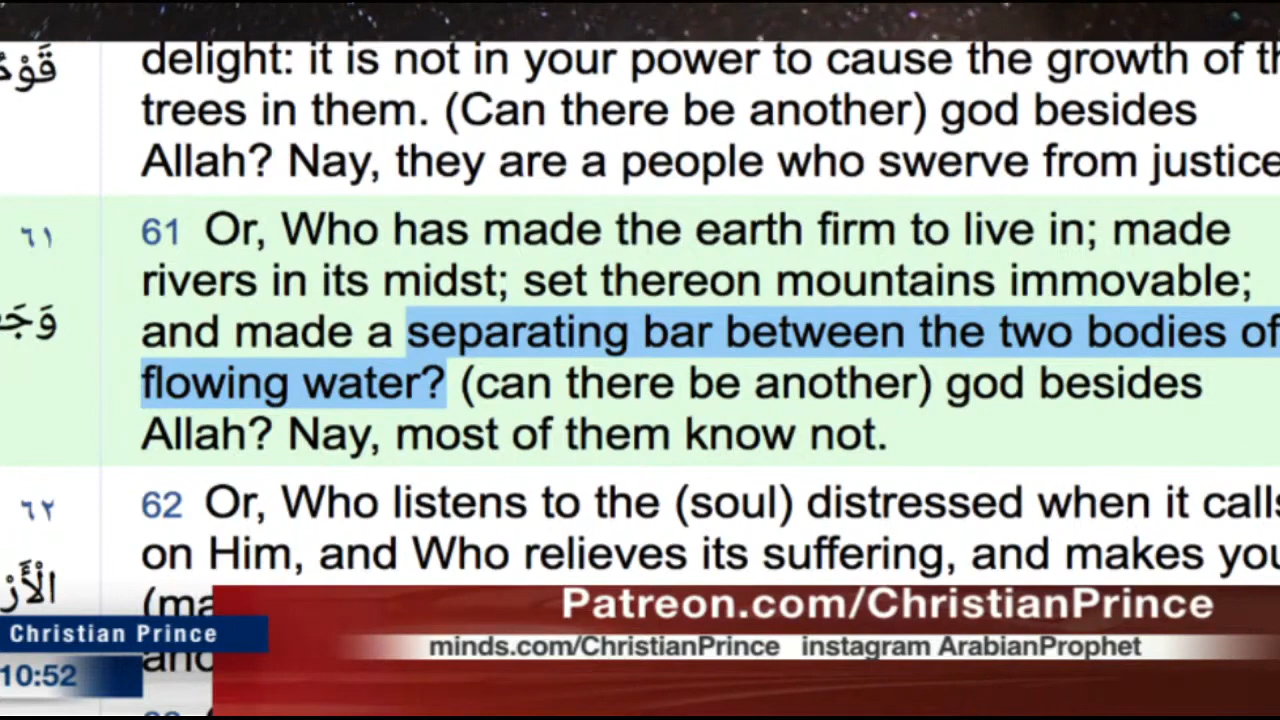 delight: it is not in your power to cause the growth of th
trees in them. (Can there be another) god besides
Allah? Nay, they are a people who swerve from justice
٦١
61 Or, Who has made the earth firm to live in; made
rivers in its midst; set thereon mountains immovable;
and made a separating bar between the two bodies of
flowing water? (can there be another) god besides
Allah? Nay, most of them know not.
٦٢
62 Or, Who listens to the (soul) distressed when it calls
on Him, and Who relieves its suffering, and makes you
(ma
Patreon.com/ChristianPrince
Christian Prince
minds.com/ChristianPrince instagram ArabianProphet
and
10:52